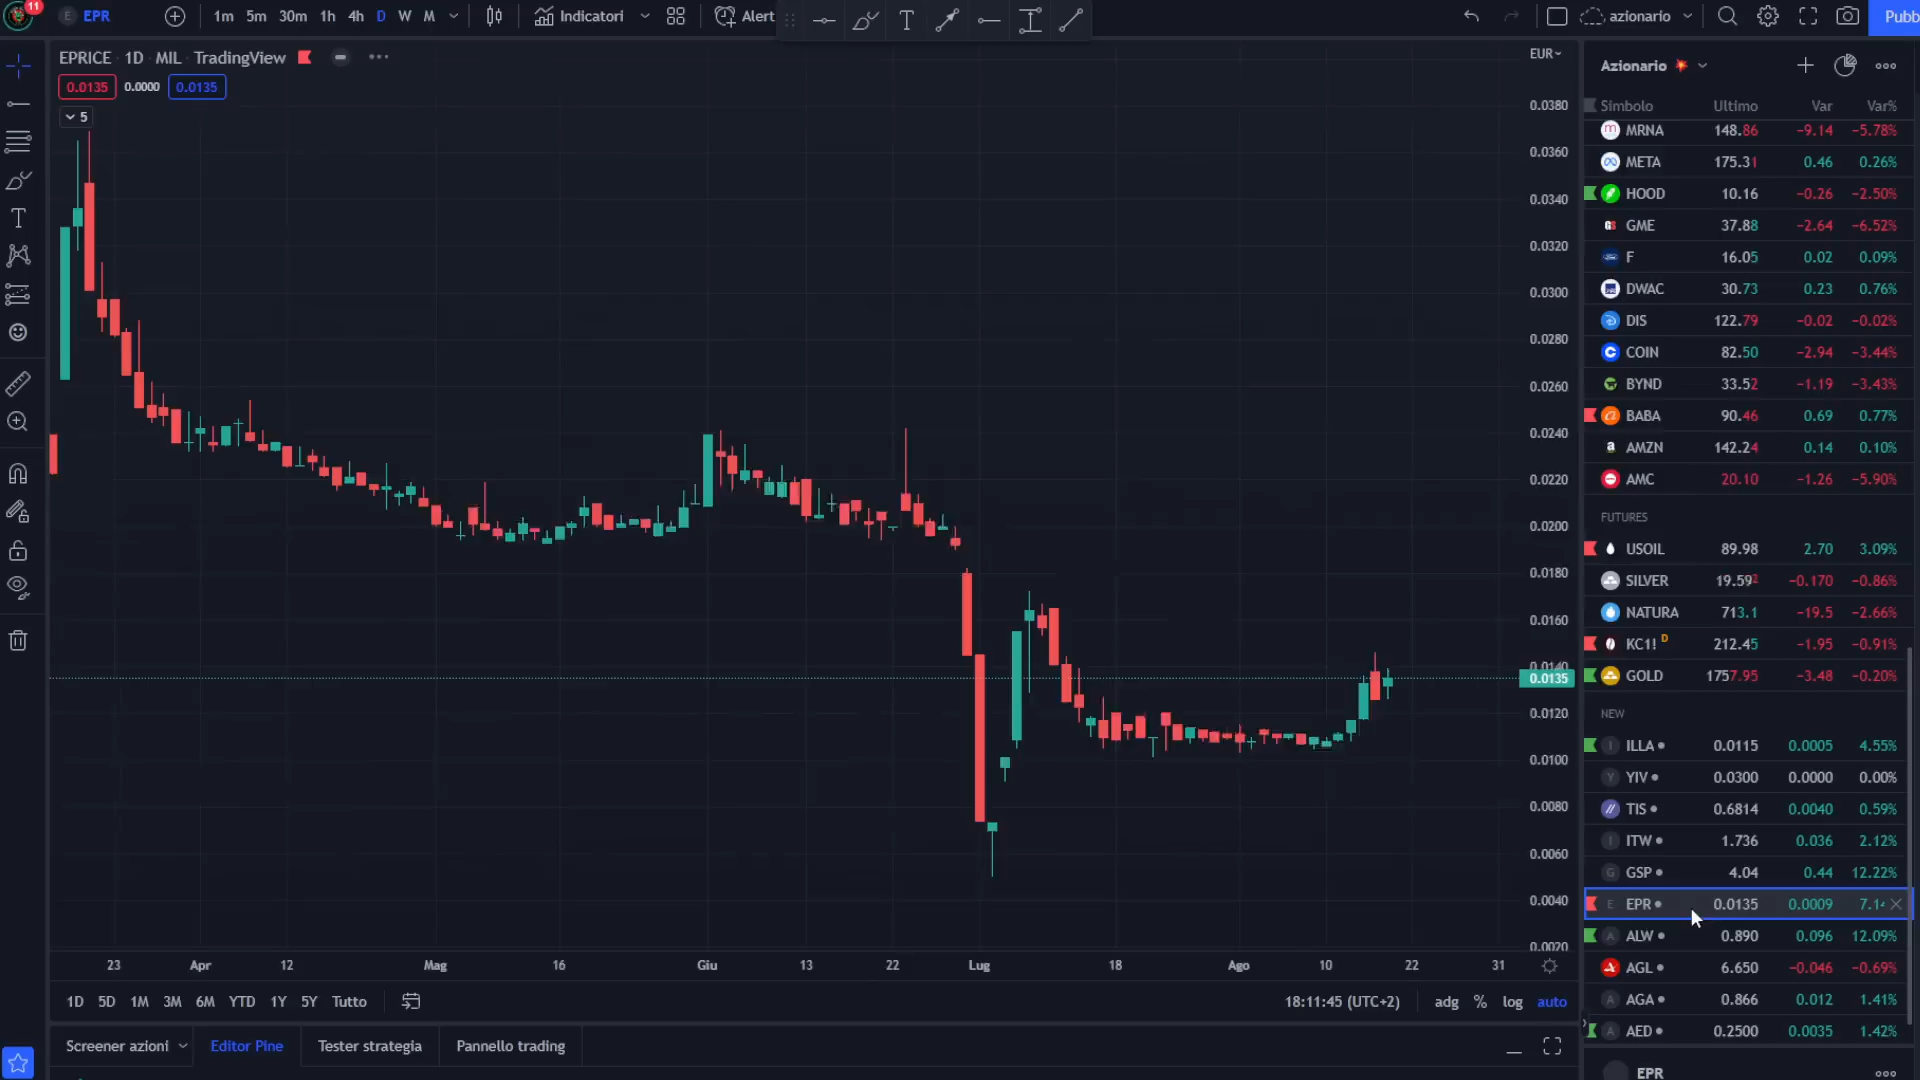 11
EPR
1m 5m 30m 1h 4h D W M
Indicatori
Alert
azionario
Pubb
EPRICE · 1D · MIL · TradingView
0.0135 0.0000 0.0135
5
EUR
0.0380
0.0360
0.0340
0.0320
0.0300
0.0280
0.0260
0.0240
0.0220
0.0200
0.0180
0.0160
0.0140
0.0135
0.0120
0.0100
0.0080
0.0060
0.0040
0.0020
23 Apr 12 Mag 16 Giu 13 22 Lug 18 Ago 10 22 31
1D 5D 1M 3M 6M YTD 1Y 5Y Tutto
18:11:45 (UTC+2) adg % log auto
Screener azioni Editor Pine Tester strategia Pannello trading
Azionario
Simbolo Ultimo Var Var%
MRNA 148.86 −9.14 −5.78%
META 175.31 0.46 0.26%
HOOD 10.16 −0.26 −2.50%
GME 37.88 −2.64 −6.52%
F 16.05 0.02 0.09%
DWAC 30.73 0.23 0.76%
DIS 122.79 −0.02 −0.02%
COIN 82.50 −2.94 −3.44%
BYND 33.52 −1.19 −3.43%
BABA 90.46 0.69 0.77%
AMZN 142.24 0.14 0.10%
AMC 20.10 −1.26 −5.90%
FUTURES
USOIL 89.98 2.70 3.09%
SILVER 19.59² −0.170 −0.86%
NATURA 713.1 −19.5 −2.66%
KC1! D 212.45 −1.95 −0.91%
GOLD 1757.95 −3.48 −0.20%
NEW
I ILLA 0.0115 0.0005 4.55%
Y YIV 0.0300 0.0000 0.00%
TIS 0.6814 0.0040 0.59%
I ITW 1.736 0.036 2.12%
G GSP 4.04 0.44 12.22%
E EPR 0.0135 0.0009 7.14
A ALW 0.890 0.096 12.09%
AGL 6.650 −0.046 −0.69%
A AGA 0.866 0.012 1.41%
A AED 0.2500 0.0035 1.42%
EPR